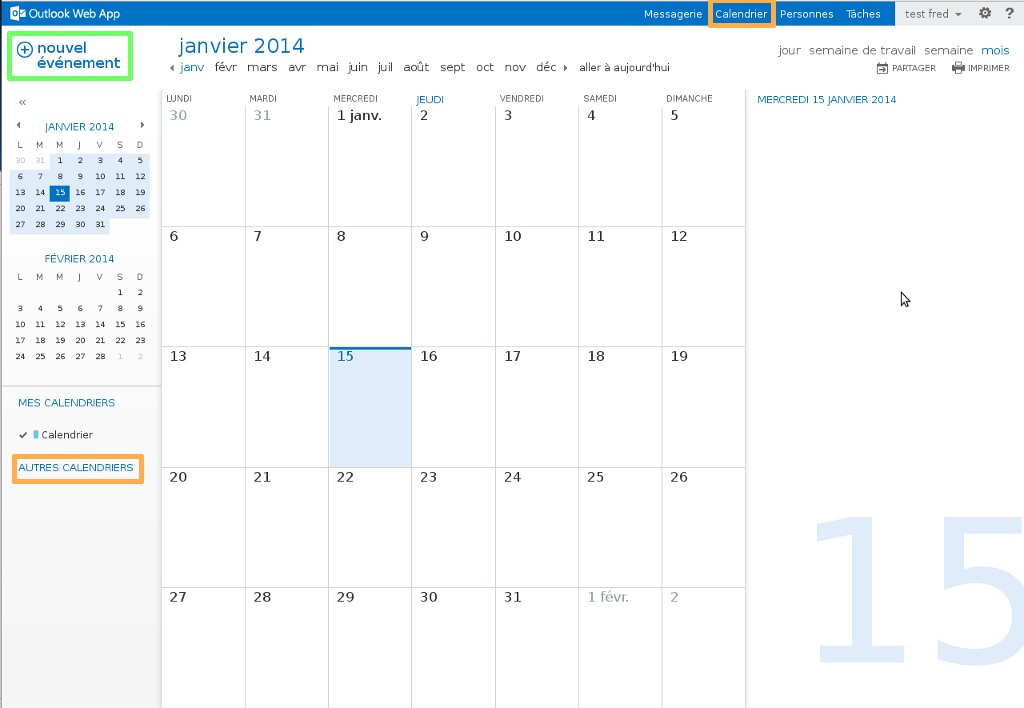 Outlook Web App
Messagerie Calendrier Personnes Tâches test fred ?
nouvel
événement
janvier 2014
janv févr mars avr mai juin juil août sept oct nov déc aller à aujourd'hui
jour semaine de travail semaine mois
PARTAGER IMPRIMER
«
JANVIER 2014
L M M J V S D
30 31 1 2 3 4 5
6 7 8 9 10 11 12
13 14 15 16 17 18 19
20 21 22 23 24 25 26
27 28 29 30 31
FÉVRIER 2014
L M M J V S D
1 2
3 4 5 6 7 8 9
10 11 12 13 14 15 16
17 18 19 20 21 22 23
24 25 26 27 28 1 2
MES CALENDRIERS
Calendrier
AUTRES CALENDRIERS
LUNDI MARDI MERCREDI JEUDI VENDREDI SAMEDI DIMANCHE
30 31 1 janv. 2 3 4 5
6 7 8 9 10 11 12
13 14 15 16 17 18 19
20 21 22 23 24 25 26
27 28 29 30 31 1 févr. 2
MERCREDI 15 JANVIER 2014
15